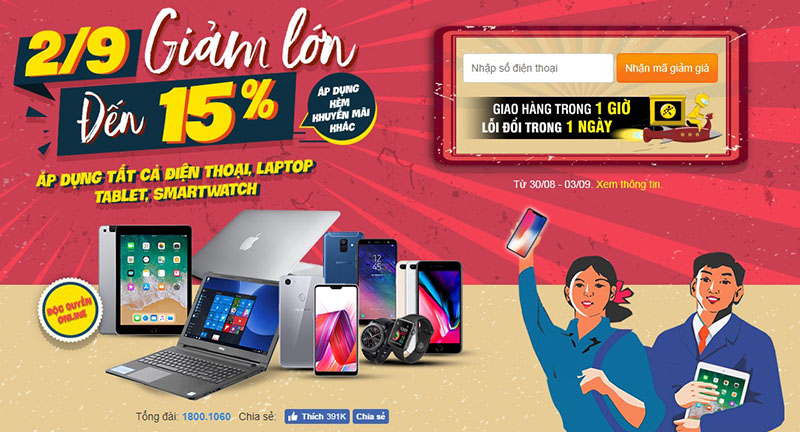 2/9 Giảm lớn
Đến 15%
ÁP DỤNG
KÈM
KHUYẾN MÃI
KHÁC
ÁP DỤNG TẤT CẢ ĐIỆN THOẠI, LAPTOP
TABLET, SMARTWATCH
Nhập số điện thoại
Nhận mã giảm giá
GIAO HÀNG TRONG 1 GIỜ
LỖI ĐỔI TRONG 1 NGÀY
Từ 30/08 - 03/09. Xem thông tin.
ĐỘC QUYỀN
ONLINE
Tổng đài: 1800.1060 Chia sẻ: Thích 391K Chia sẻ